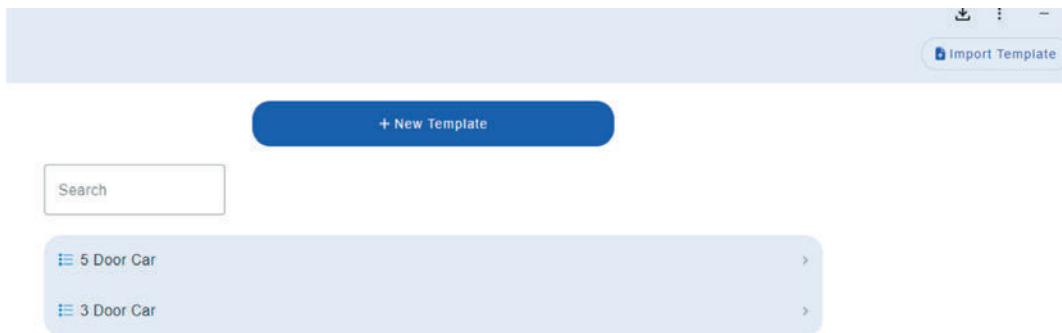 Import Template
+ New Template
Search
5 Door Car
3 Door Car